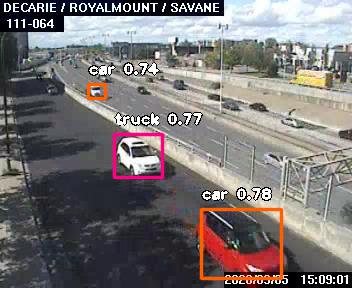 DECARIE / ROYALMOUNT / SAVANE
111-064
car 0.74
truck 0.77
car 0.78
15:09:01